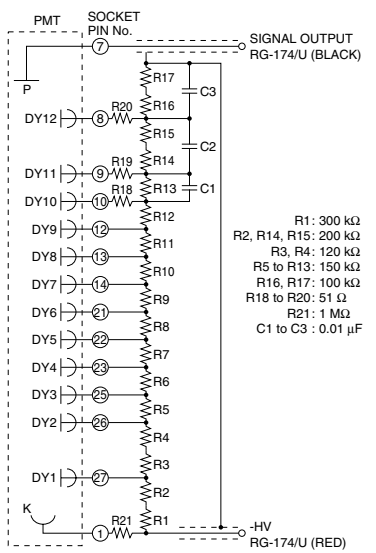 PMT
SOCKET
PIN No.
7
SIGNAL OUTPUT
RG-174/U (BLACK)
P
R17
R16
C3
DY12
8
R20
R15
C2
R14
DY11
9
R19
R13
C1
DY10
10
R18
R12
DY9
12
R11
DY8
13
R10
DY7
14
R9
DY6
21
R8
DY5
22
R7
DY4
23
R6
DY3
25
R5
DY2
26
R4
R3
DY1
27
R2
K
1
R21
R1
-HV
RG-174/U (RED)
R1 : 300 kΩ
R2, R14, R15 : 200 kΩ
R3, R4 : 120 kΩ
R5 to R13 : 150 kΩ
R16, R17 : 100 kΩ
R18 to R20 : 51 Ω
R21 : 1 MΩ
C1 to C3 : 0.01 µF